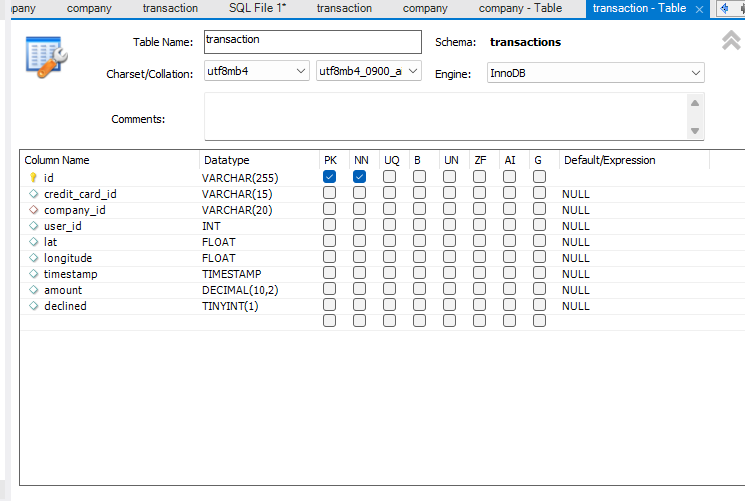 pany company transaction SQL File 1* transaction company company - Table transaction - Table
Table Name: transaction Schema: transactions
Charset/Collation: utf8mb4 utf8mb4_0900_a Engine: InnoDB
Comments:
Column Name Datatype PK NN UQ B UN ZF AI G Default/Expression
id VARCHAR(255)
credit_card_id VARCHAR(15) NULL
company_id VARCHAR(20) NULL
user_id INT NULL
lat FLOAT NULL
longitude FLOAT NULL
timestamp TIMESTAMP NULL
amount DECIMAL(10,2) NULL
declined TINYINT(1) NULL